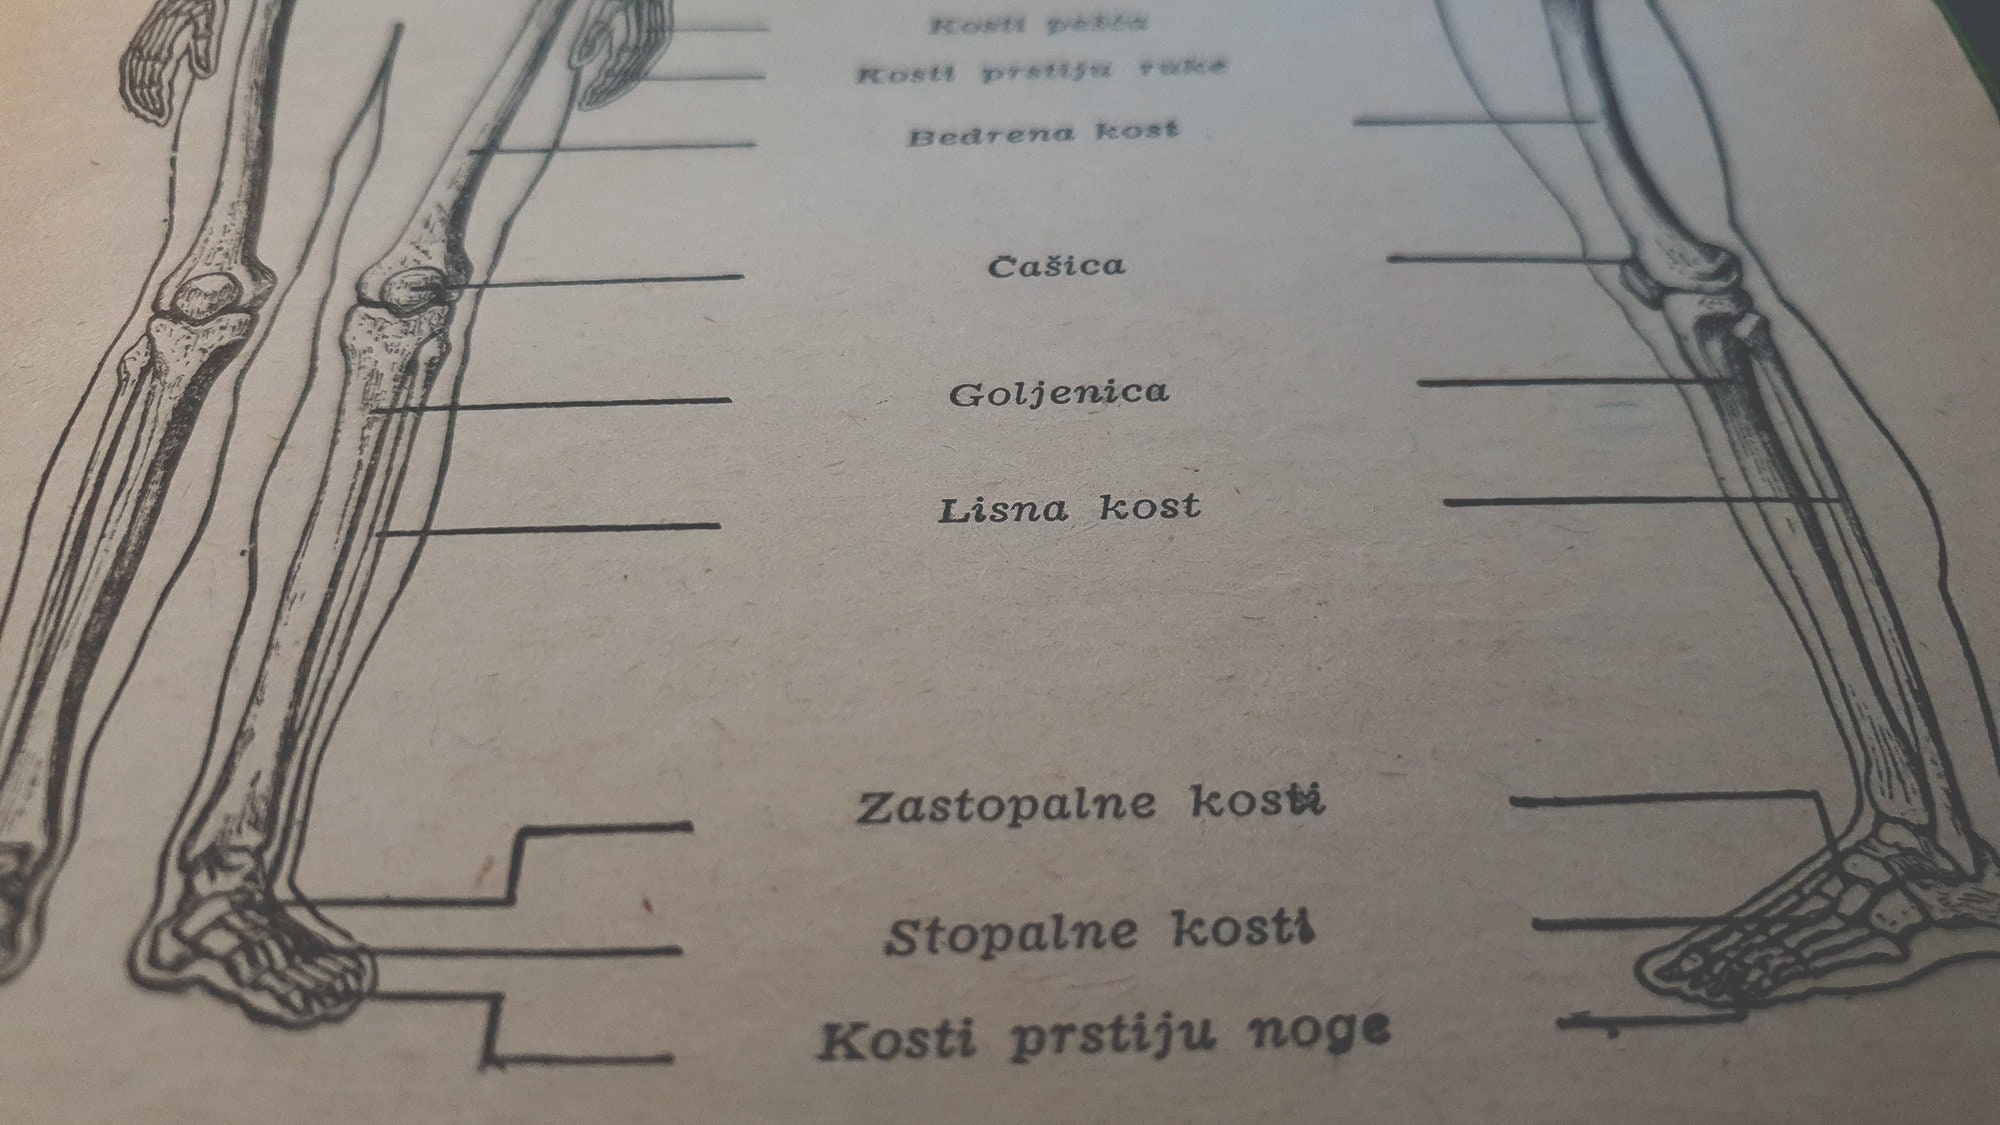 Kosti pešća
Kosti prstiju ruke
Bedrena kost
Čašica
Goljenica
Lisna kost
Zastopalne kosti
Stopalne kosti
Kosti prstiju noge